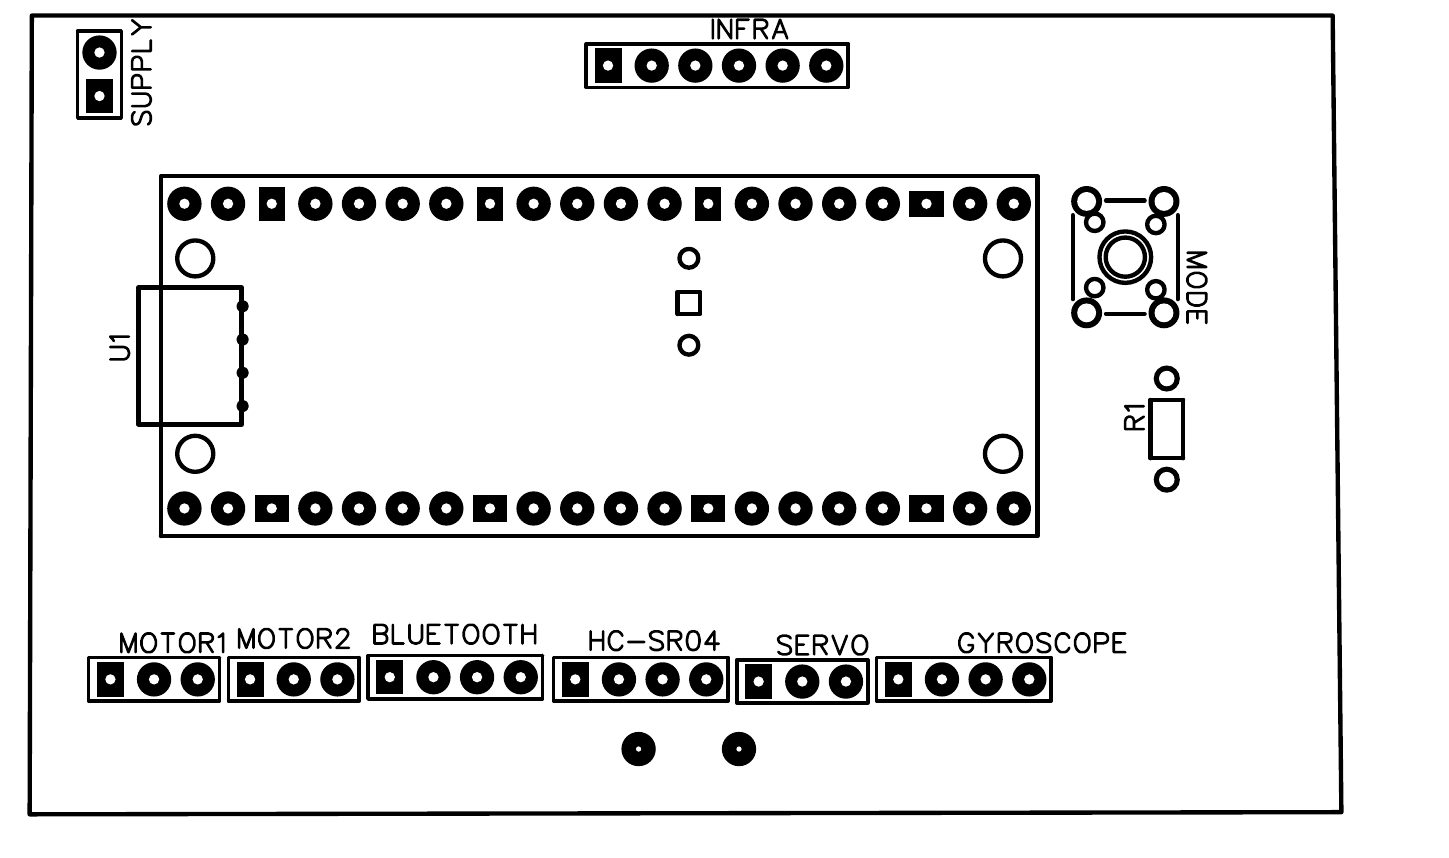 INFRA
SUPPLY
MODE
U1
R1
MOTOR1
MOTOR2
BLUETOOTH
HC-SR04
SERVO
GYROSCOPE